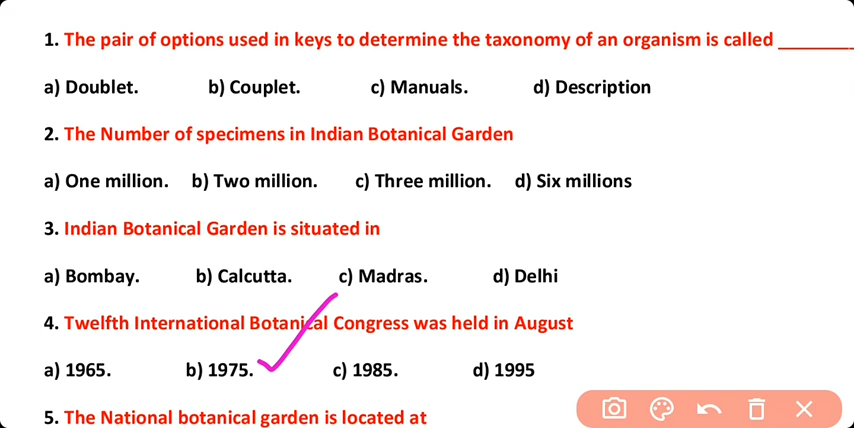 1. The pair of options used in keys to determine the taxonomy of an organism is called ________
a) Doublet. b) Couplet. c) Manuals. d) Description
2. The Number of specimens in Indian Botanical Garden
a) One million. b) Two million. c) Three million. d) Six millions
3. Indian Botanical Garden is situated in
a) Bombay. b) Calcutta. c) Madras. d) Delhi
4. Twelfth International Botanical Congress was held in August
a) 1965. b) 1975. c) 1985. d) 1995
5. The National botanical garden is located at